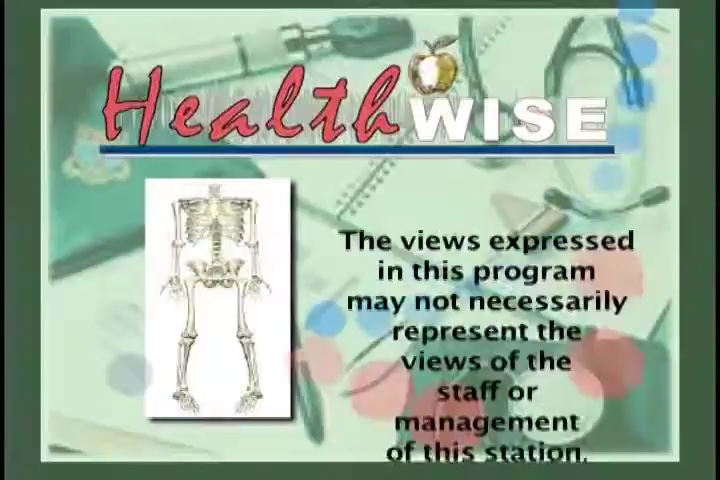 HealthWISE
The views expressed
in this program
may not necessarily
represent the
views of the
staff or
management
of this station.